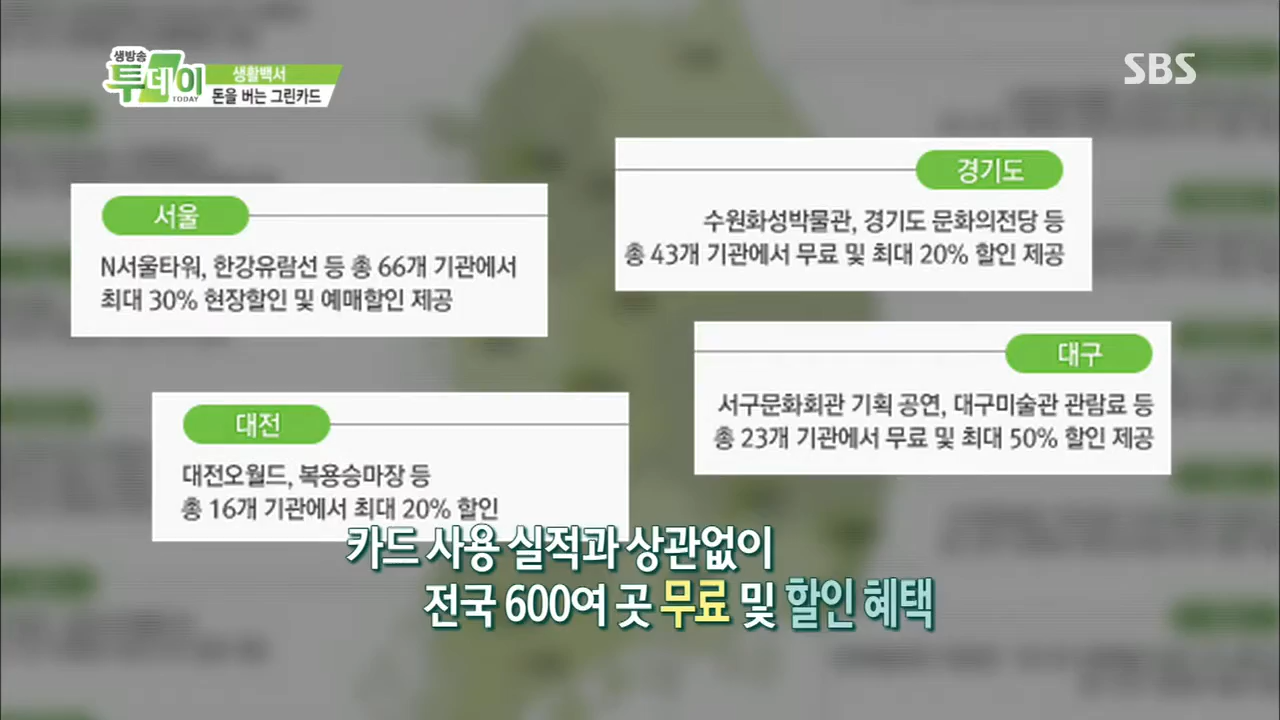 생방송
투데이
TODAY
생활백서
돈을 버는 그린카드
SBS
서울
N서울타워, 한강유람선 등 총 66개 기관에서
최대 30% 현장할인 및 예매할인 제공
경기도
수원화성박물관, 경기도 문화의전당 등
총 43개 기관에서 무료 및 최대 20% 할인 제공
대전
대전오월드, 복용승마장 등
총 16개 기관에서 최대 20% 할인
대구
서구문화회관 기획 공연, 대구미술관 관람료 등
총 23개 기관에서 무료 및 최대 50% 할인 제공
카드 사용 실적과 상관없이
전국 600여 곳 무료 및 할인 혜택